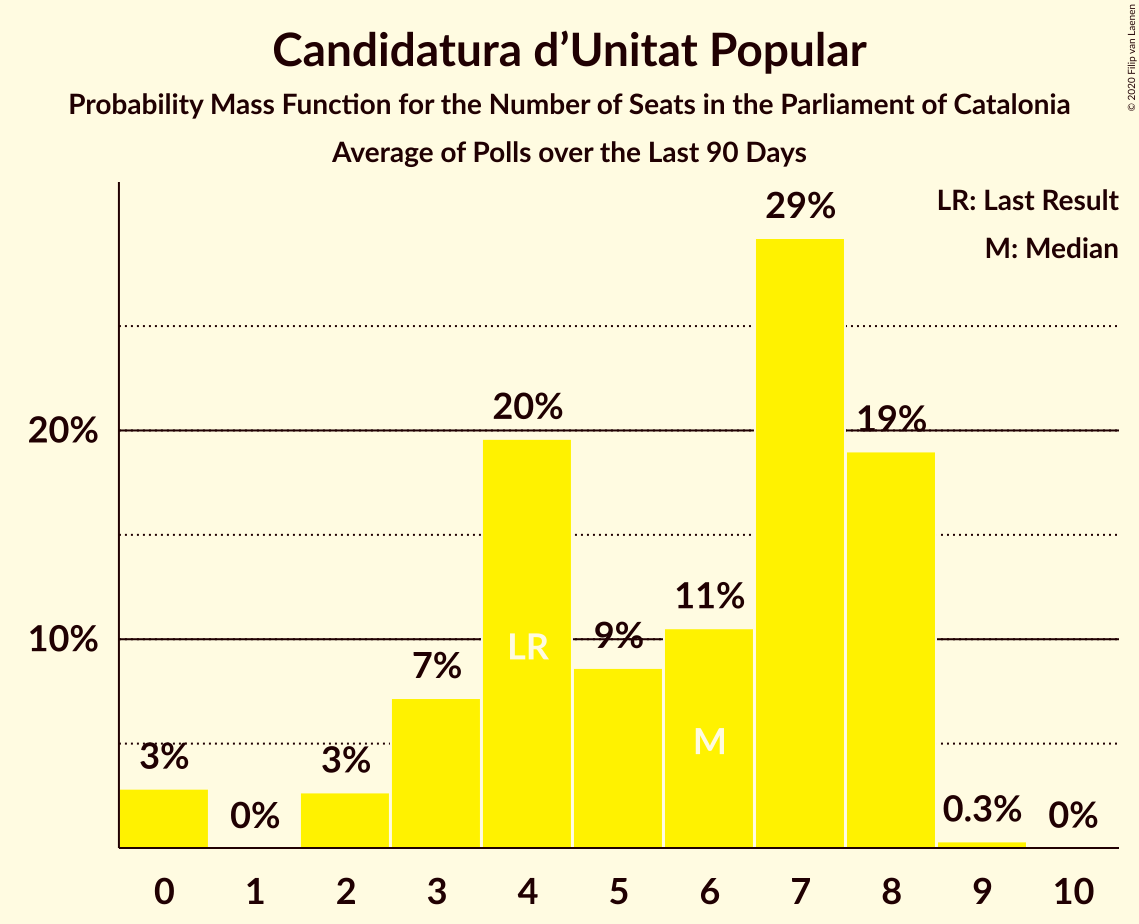 Candidatura d’Unitat Popular
Probability Mass Function for the Number of Seats in the Parliament of Catalonia
Average of Polls over the Last 90 Days
© 2020 Filip van Laenen
LR: Last Result
M: Median
29%
20%
19%
20%
11%
10%
9%
LR
7%
M
3%
3%
0%
0.3%
0%
0 1 2 3 4 5 6 7 8 9 10